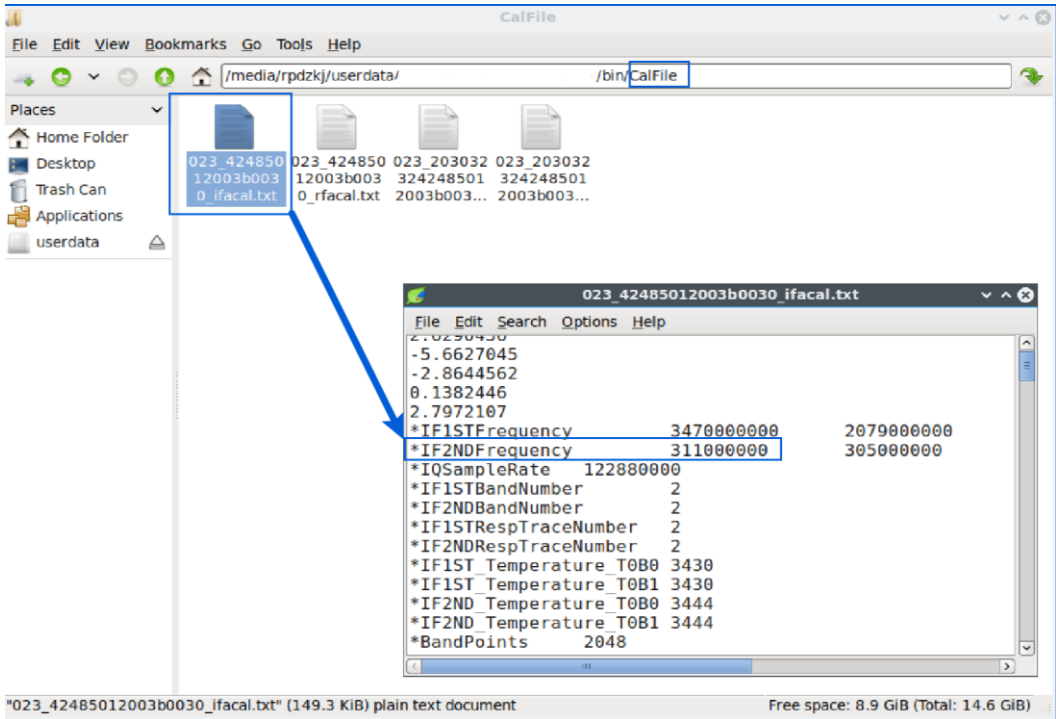 CalFile
File Edit View Bookmarks Go Tools Help
/media/rpdzkj/userdata/ /bin/CalFile
Places
Home Folder
Desktop
Trash Can
Applications
userdata
023_424850
12003b003
0_ifacal.txt
023_424850
12003b003
0_rfacal.txt
023_203032
324248501
2003b003...
023_203032
324248501
2003b003...
023_42485012003b0030_ifacal.txt
File Edit Search Options Help
-5.6627045
-2.8644562
0.1382446
2.7972107
*IF1STFrequency 3470000000 2079000000
*IF2NDFrequency 311000000 305000000
*IQSampleRate 122880000
*IF1STBandNumber 2
*IF2NDBandNumber 2
*IF1STRespTraceNumber 2
*IF2NDRespTraceNumber 2
*IF1ST_Temperature_T0B0 3430
*IF1ST_Temperature_T0B1 3430
*IF2ND_Temperature_T0B0 3444
*IF2ND_Temperature_T0B1 3444
*BandPoints 2048
"023_42485012003b0030_ifacal.txt" (149.3 KiB) plain text document
Free space: 8.9 GiB (Total: 14.6 GiB)